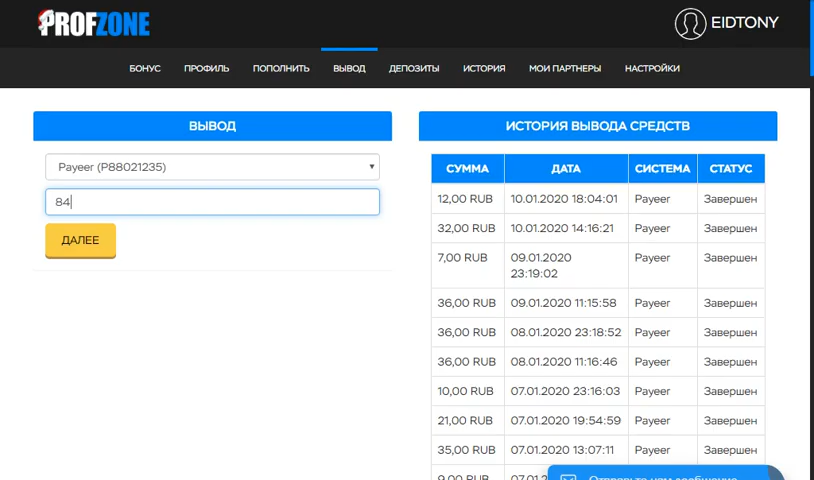 PROFZONE
EIDTONY
БОНУС ПРОФИЛЬ ПОПОЛНИТЬ ВЫВОД ДЕПОЗИТЫ ИСТОРИЯ МОИ ПАРТНЕРЫ НАСТРОЙКИ
ВЫВОД
Payeer (P88021235)
84
ДАЛЕЕ
ИСТОРИЯ ВЫВОДА СРЕДСТВ
СУММА ДАТА СИСТЕМА СТАТУС
12,00 RUB 10.01.2020 18:04:01 Payeer Завершен
32,00 RUB 10.01.2020 14:16:21 Payeer Завершен
7,00 RUB 09.01.2020 Payeer Завершен
23:19:02
36,00 RUB 09.01.2020 11:15:58 Payeer Завершен
36,00 RUB 08.01.2020 23:18:52 Payeer Завершен
36,00 RUB 08.01.2020 11:16:46 Payeer Завершен
10,00 RUB 07.01.2020 23:16:03 Payeer Завершен
21,00 RUB 07.01.2020 19:54:59 Payeer Завершен
35,00 RUB 07.01.2020 13:07:11 Payeer Завершен
9,00 RUB